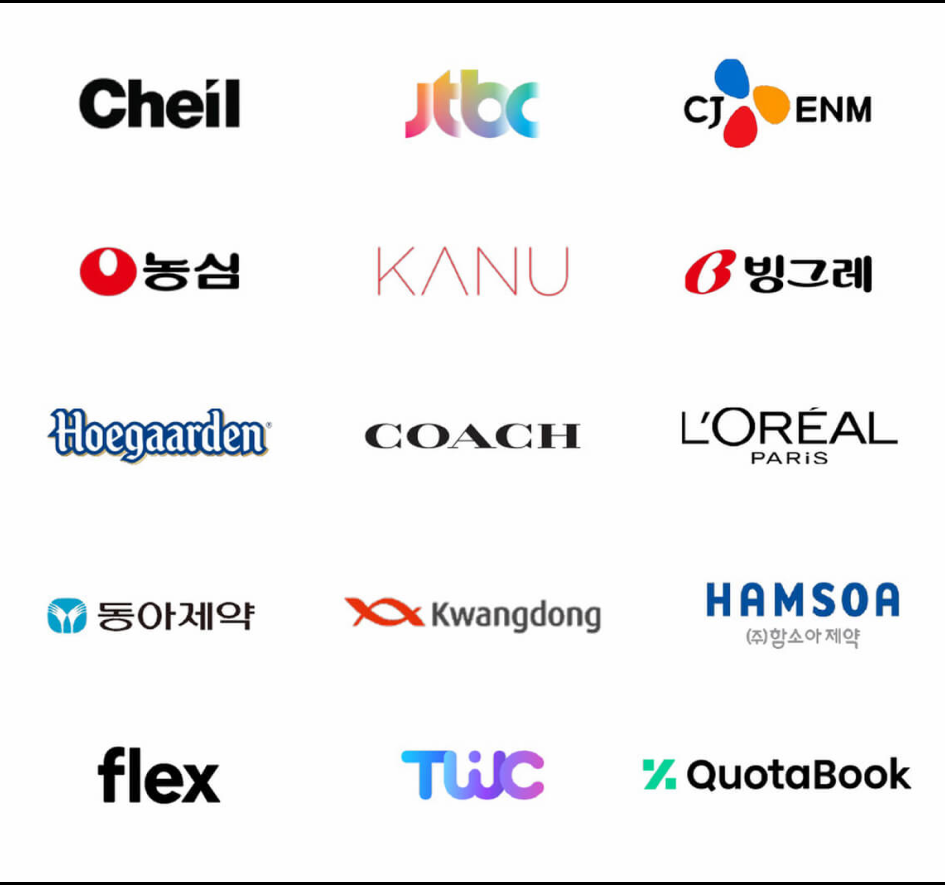 Cheil
jtbc
CJ ENM
농심
KANU
빙그레
Hoegaarden®
COACH
L'ORÉAL
PARiS
동아제약
Kwangdong
HAMSOA
(주)함소아제약
flex
TWC
QuotaBook